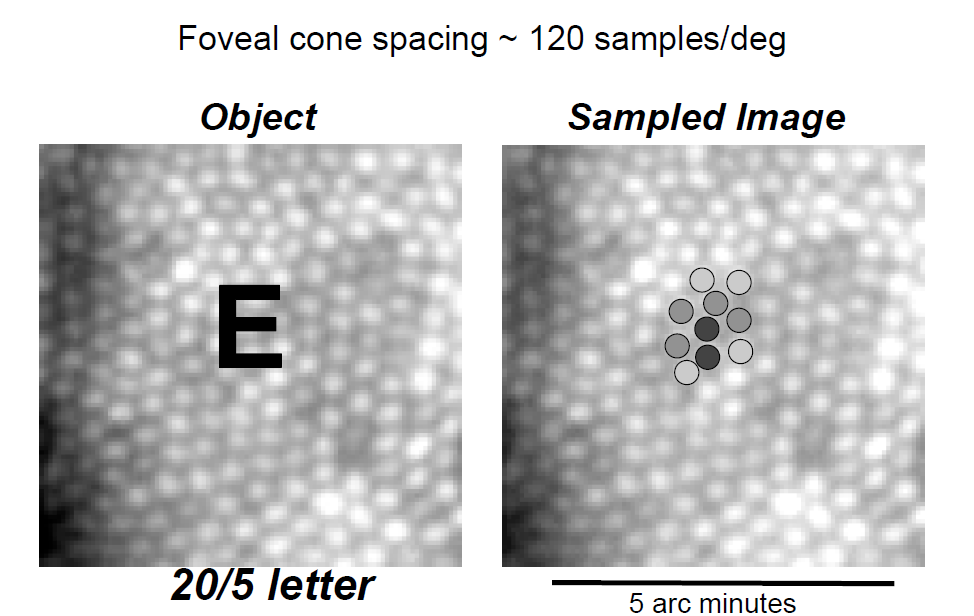 Foveal cone spacing ~ 120 samples/deg
Object
Sampled Image
E
20/5 letter
5 arc minutes